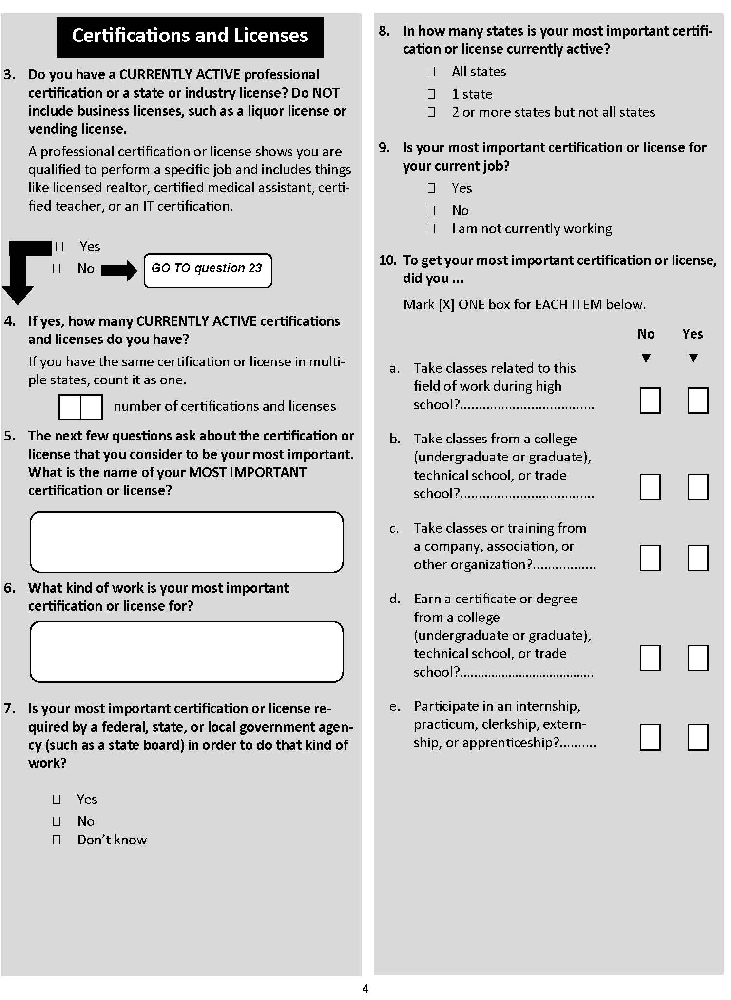 Certifications and Licenses
3. Do you have a CURRENTLY ACTIVE professional
certification or a state or industry license? Do NOT
include business licenses, such as a liquor license or
vending license.
A professional certification or license shows you are
qualified to perform a specific job and includes things
like licensed realtor, certified medical assistant, certi-
fied teacher, or an IT certification.
Yes
No
GO TO question 23
4. If yes, how many CURRENTLY ACTIVE certifications
and licenses do you have?
If you have the same certification or license in multi-
ple states, count it as one.
number of certifications and licenses
5. The next few questions ask about the certification or
license that you consider to be your most important.
What is the name of your MOST IMPORTANT
certification or license?
6. What kind of work is your most important
certification or license for?
7. Is your most important certification or license re-
quired by a federal, state, or local government agen-
cy (such as a state board) in order to do that kind of
work?
Yes
No
Don’t know
8. In how many states is your most important certifi-
cation or license currently active?
All states
1 state
2 or more states but not all states
9. Is your most important certification or license for
your current job?
Yes
No
I am not currently working
10. To get your most important certification or license,
did you ...
Mark [X] ONE box for EACH ITEM below.
No Yes
▼ ▼
a. Take classes related to this
field of work during high
school?....................................
b. Take classes from a college
(undergraduate or graduate),
technical school, or trade
school?....................................
c. Take classes or training from
a company, association, or
other organization?.................
d. Earn a certificate or degree
from a college
(undergraduate or graduate),
technical school, or trade
school?.......................................
e. Participate in an internship,
practicum, clerkship, extern-
ship, or apprenticeship?..........
4